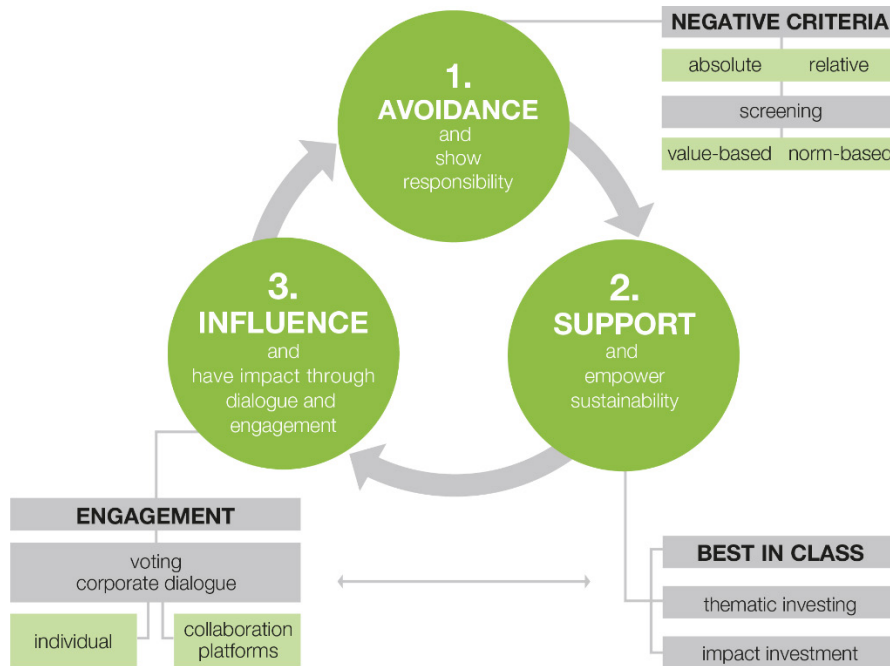 1.
AVOIDANCE
and
show
responsibility
NEGATIVE CRITERIA
absolute
relative
screening
value-based
norm-based
2.
SUPPORT
and
empower
sustainability
3.
INFLUENCE
and
have impact through
dialogue and
engagement
ENGAGEMENT
voting
corporate dialogue
individual
collaboration
platforms
BEST IN CLASS
thematic investing
impact investment